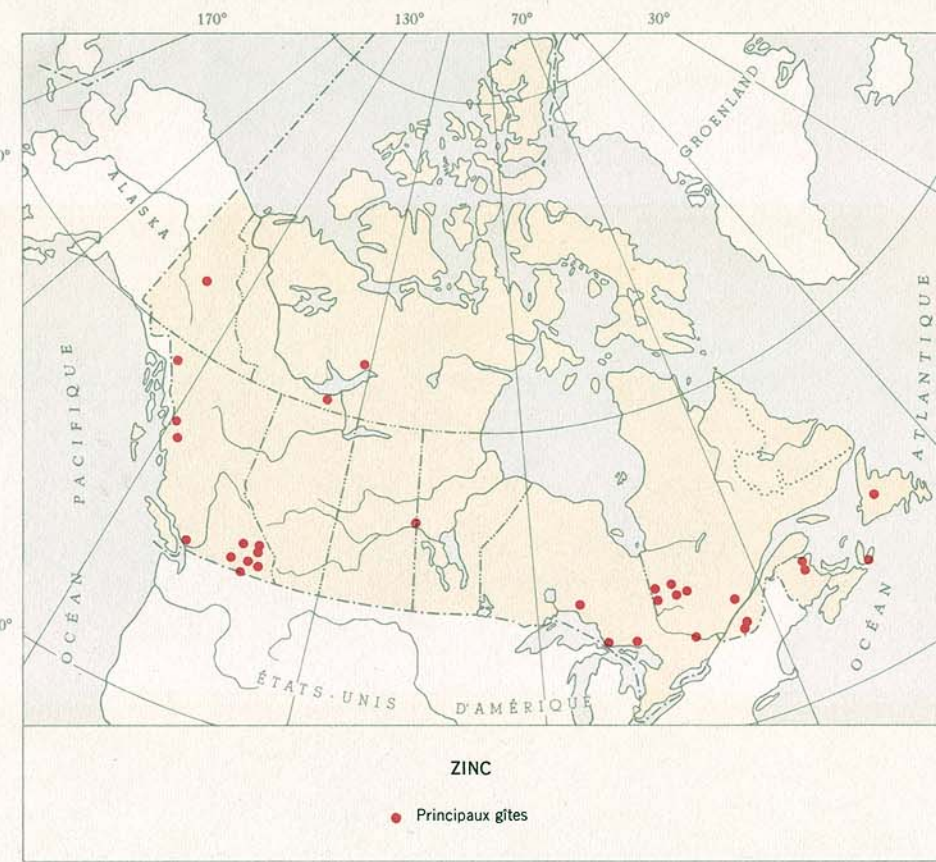 170° 130° 70° 30°
GROENLAND
ALASKA
OCÉAN PACIFIQUE
OCÉAN ATLANTIQUE
ÉTATS-UNIS D'AMÉRIQUE
ZINC
Principaux gîtes